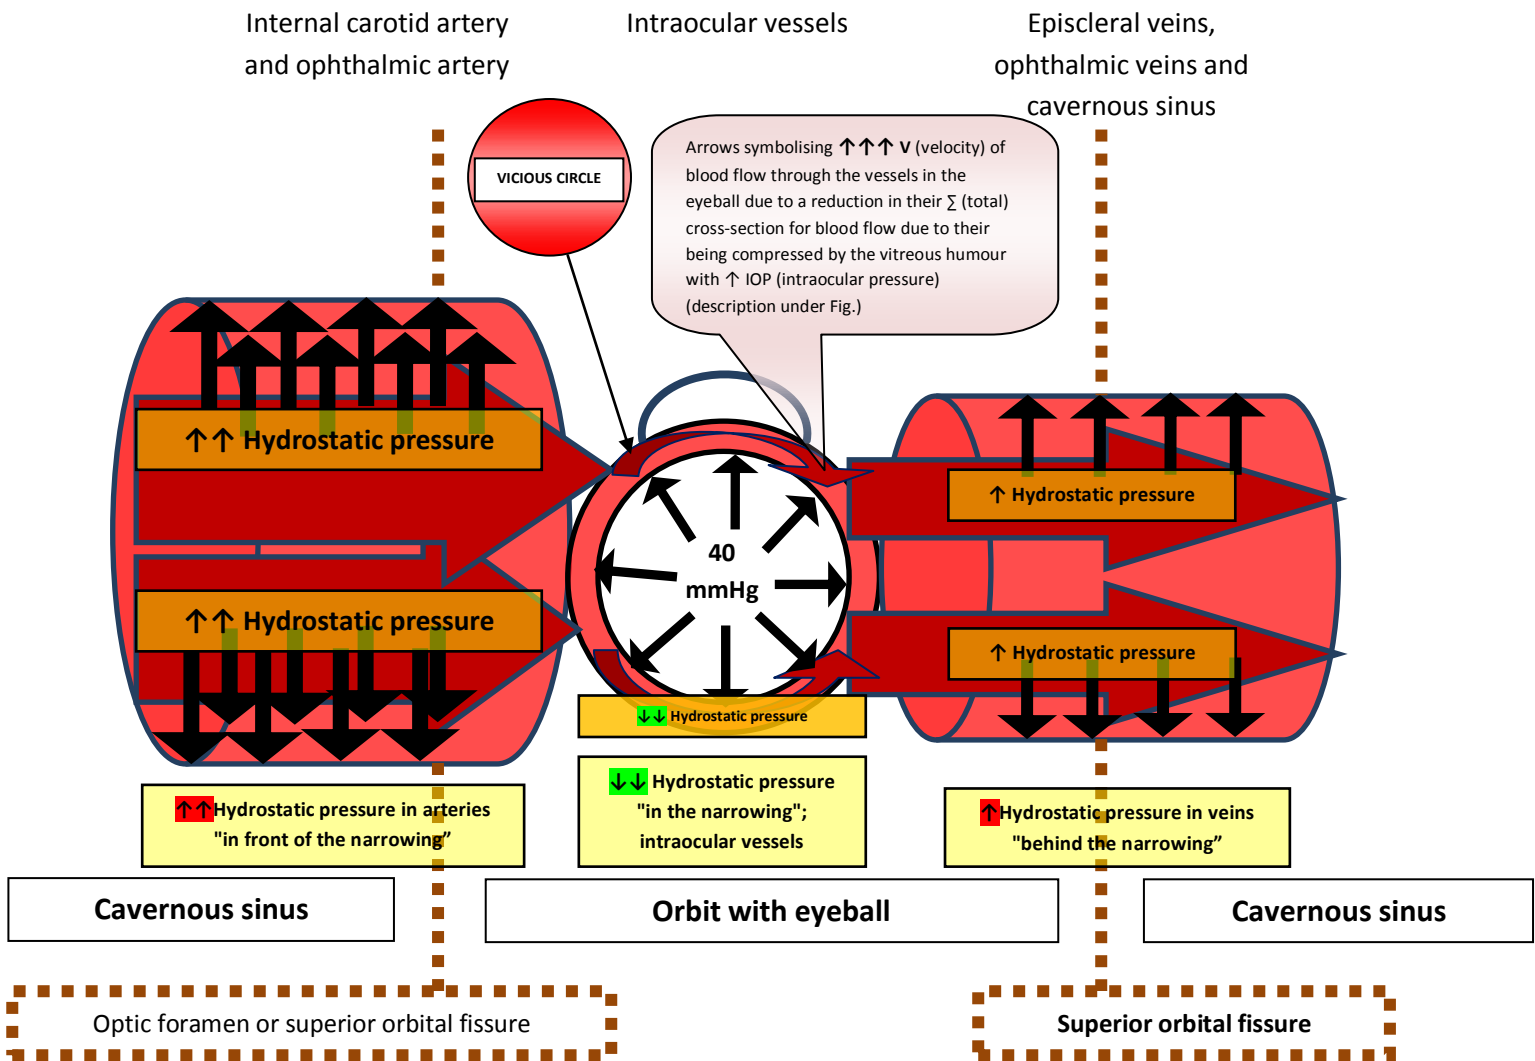 Internal carotid artery
and ophthalmic artery
Intraocular vessels
Episcleral veins,
ophthalmic veins and
cavernous sinus
VICIOUS CIRCLE
Arrows symbolising ↑↑↑ V (velocity) of
blood flow through the vessels in the
eyeball due to a reduction in their ∑ (total)
cross-section for blood flow due to their
being compressed by the vitreous humour
with ↑ IOP (intraocular pressure)
(description under Fig.)
↑↑ Hydrostatic pressure
↑ Hydrostatic pressure
40
mmHg
↑↑ Hydrostatic pressure
↑ Hydrostatic pressure
↓↓ Hydrostatic pressure
↑↑Hydrostatic pressure in arteries
"in front of the narrowing”
↓↓ Hydrostatic pressure
"in the narrowing";
intraocular vessels
↑Hydrostatic pressure in veins
"behind the narrowing”
Cavernous sinus
Orbit with eyeball
Cavernous sinus
Optic foramen or superior orbital fissure
Superior orbital fissure